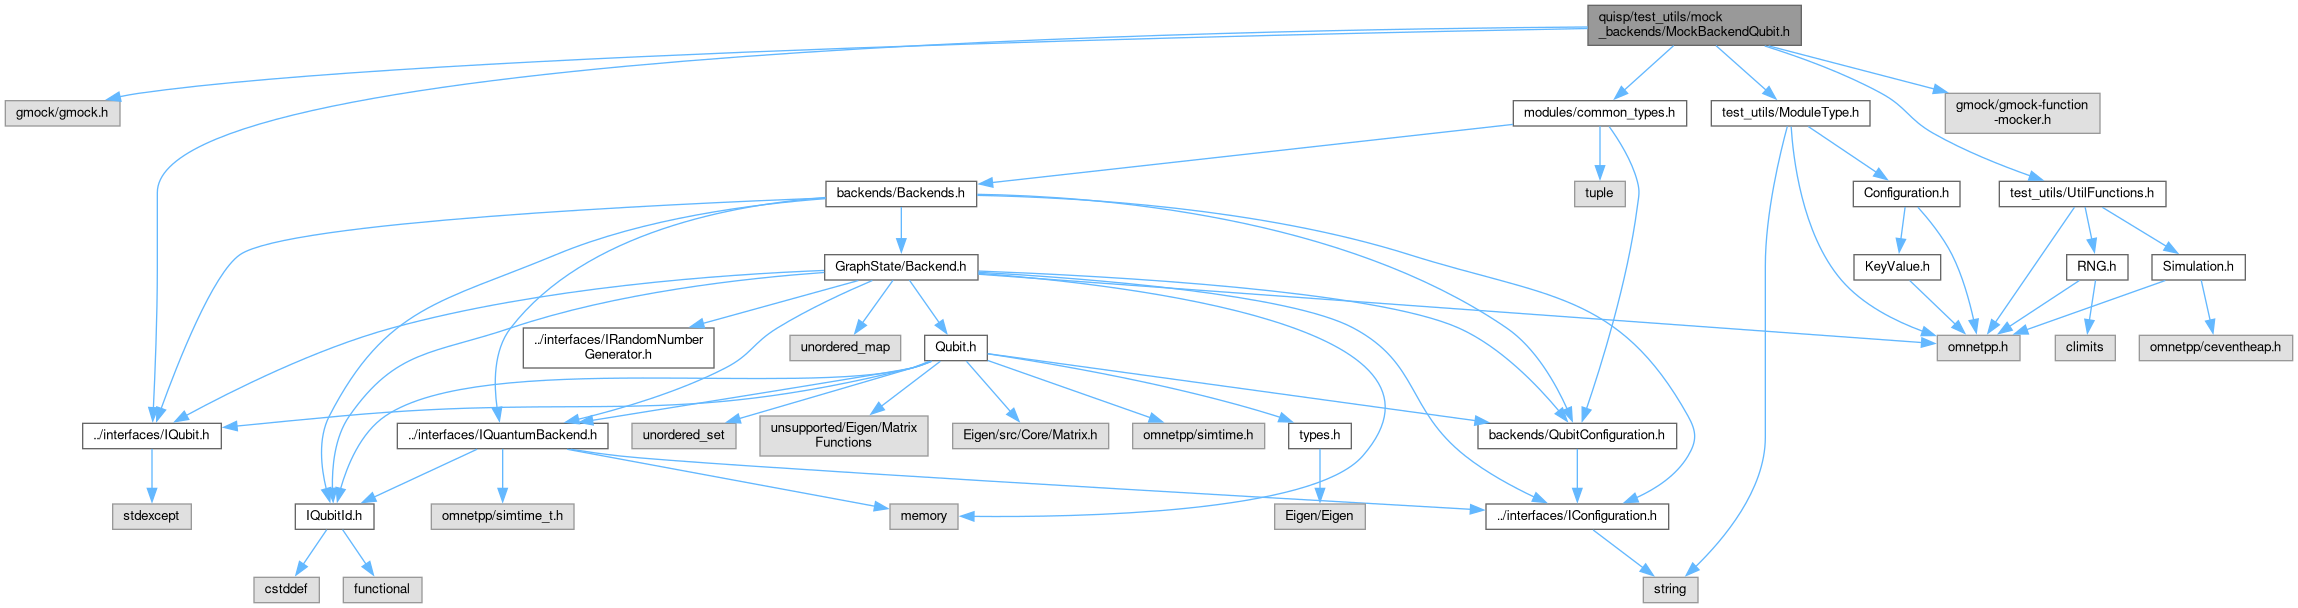 quisp/test_utils/mock
_backends/MockBackendQubit.h
gmock/gmock.h
modules/common_types.h
test_utils/ModuleType.h
gmock/gmock-function
-mocker.h
backends/Backends.h
tuple
Configuration.h
test_utils/UtilFunctions.h
GraphState/Backend.h
KeyValue.h
RNG.h
Simulation.h
../interfaces/IRandomNumber
Generator.h
unordered_map
Qubit.h
omnetpp.h
climits
omnetpp/ceventheap.h
../interfaces/IQubit.h
../interfaces/IQuantumBackend.h
unordered_set
unsupported/Eigen/Matrix
Functions
Eigen/src/Core/Matrix.h
omnetpp/simtime.h
types.h
backends/QubitConfiguration.h
stdexcept
IQubitId.h
omnetpp/simtime_t.h
memory
Eigen/Eigen
../interfaces/IConfiguration.h
cstddef
functional
string